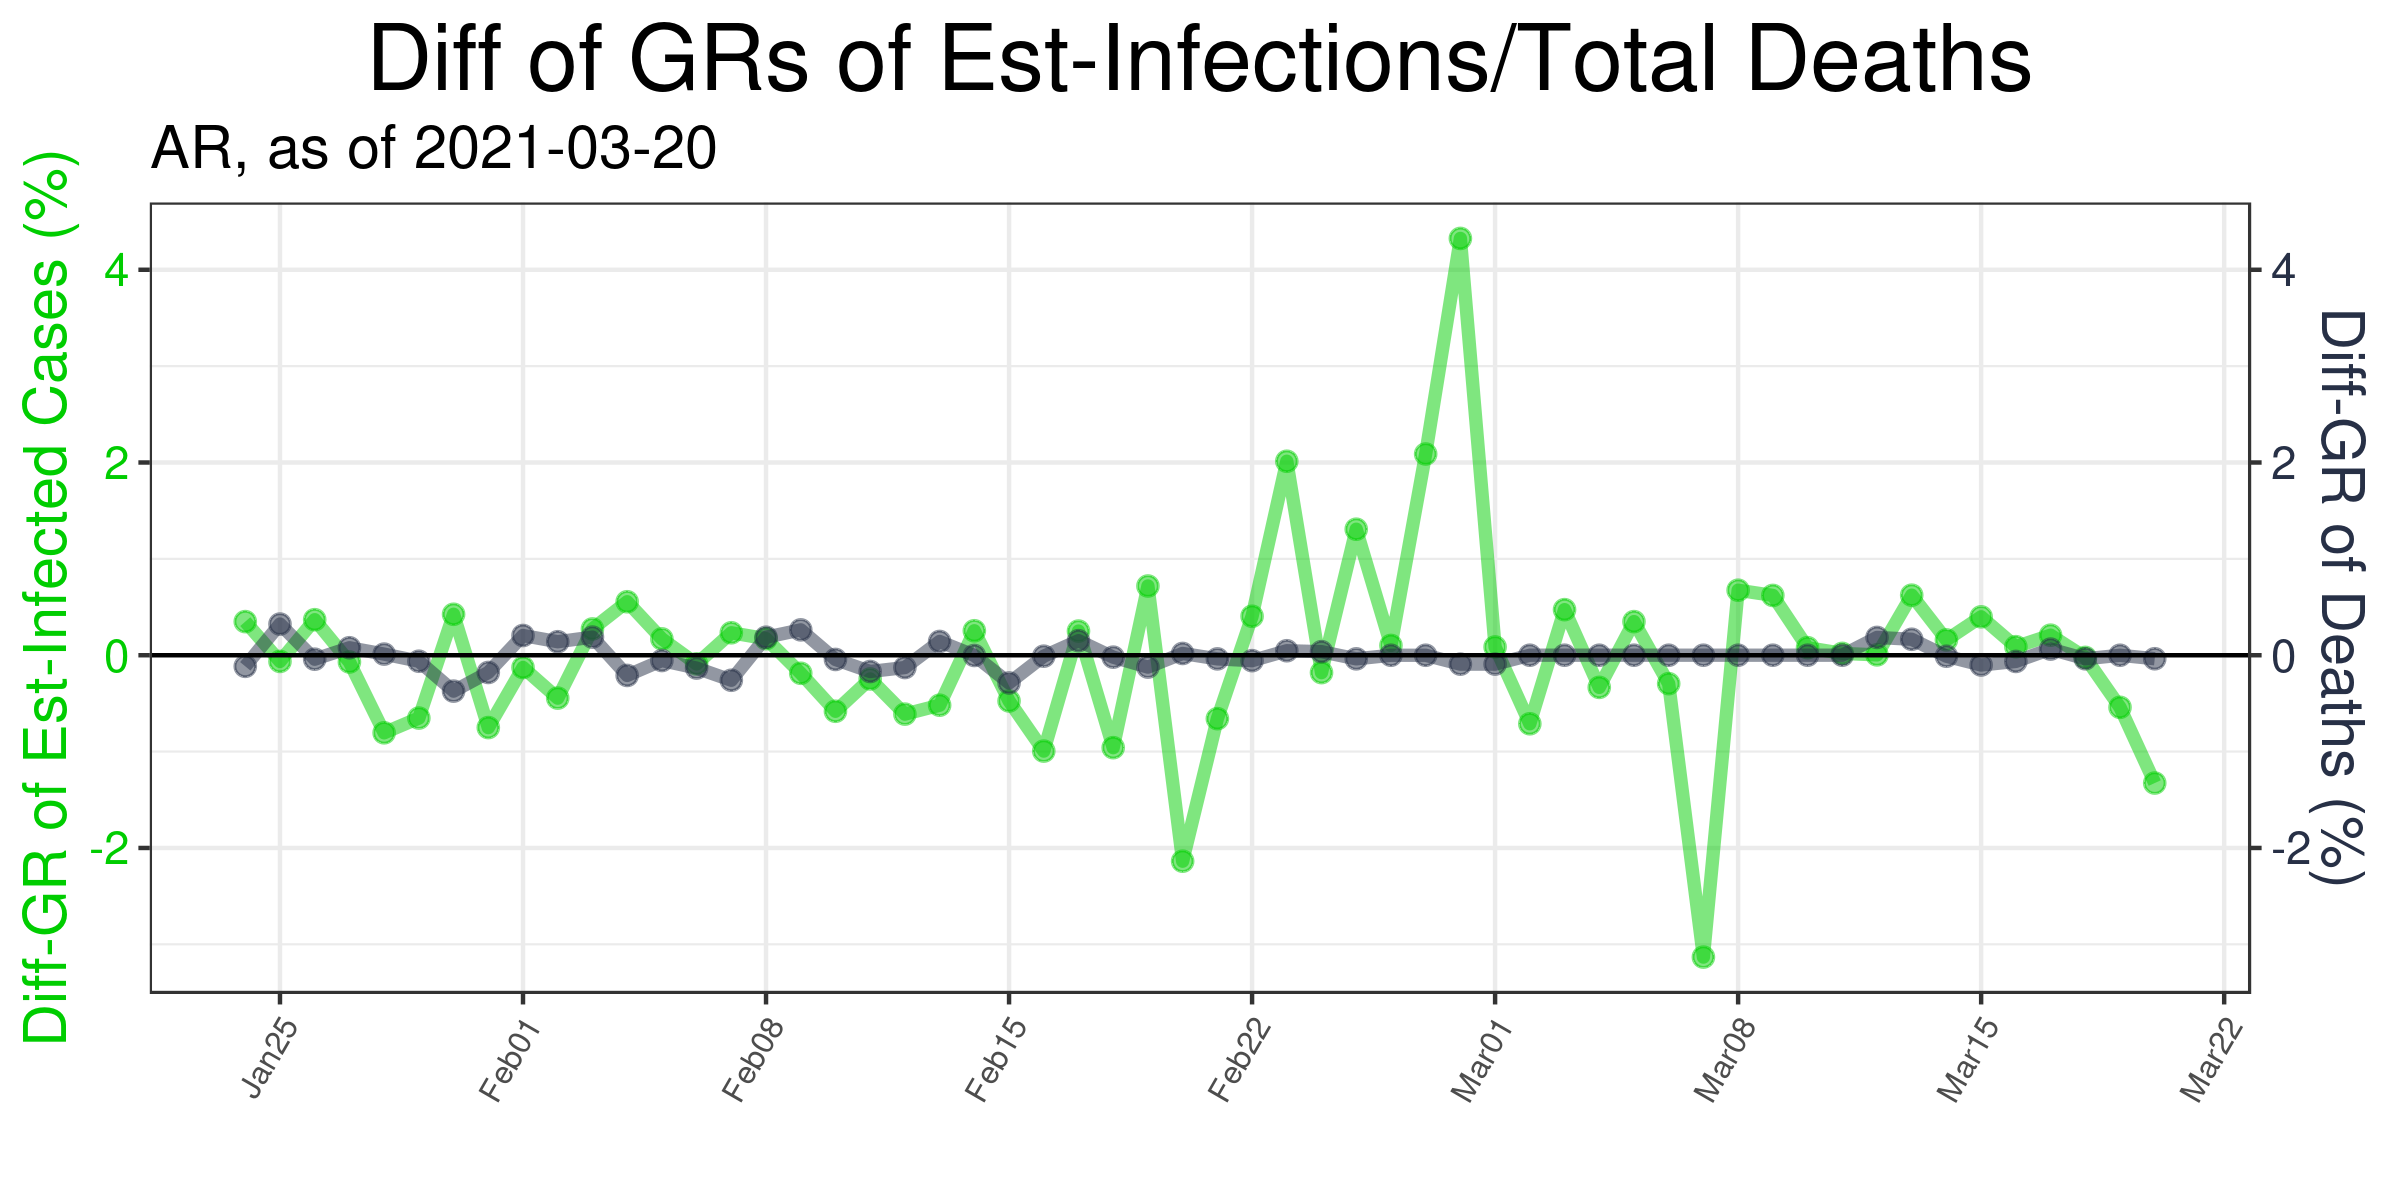 Diff of GRs of Est-Infections/Total Deaths
AR, as of 2021-03-20
Diff-GR of Est-Infected Cases (%)
4
2
0
-2
4
2
0
-2
Diff-GR of Deaths (%)
Jan25
Feb01
Feb08
Feb15
Feb22
Mar01
Mar08
Mar15
Mar22